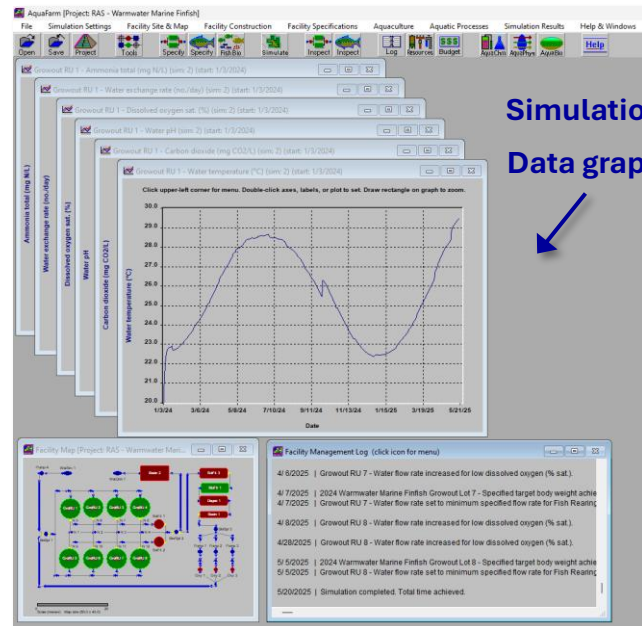 AquaFarm [Project: RAS - Warmwater Marine Finfish]
File Simulation Settings Facility Site & Map Facility Construction Facility Specifications Aquaculture Aquatic Processes Simulation Results Help & Windows
Open Save Project Tools Specify Specify FishBio Simulate Inspect Inspect Log Resources Budget AquaChm AquaPhys AquaBio Help
$$$
Growout RU 1 - Ammonia total (mg N/L) (sim: 2) (start: 1/3/2024)
Growout RU 1 - Water exchange rate (no./day) (sim: 2) (start: 1/3/2024)
Growout RU 1 - Dissolved oxygen sat. (%) (sim: 2) (start: 1/3/2024)
Growout RU 1 - Water pH (sim: 2) (start: 1/3/2024)
Growout RU 1 - Carbon dioxide (mg CO2/L) (sim: 2) (start: 1/3/2024)
Growout RU 1 - Water temperature (°C) (sim: 2) (start: 1/3/2024)
Simulatio
Data grap
Click upper-left corner for menu. Double-click axes, labels, or plot to set. Draw rectangle on graph to zoom.
Ammonia total (mg N/L)
Water exchange rate (no./day)
Dissolved oxygen sat. (%)
Water pH
Carbon dioxide (mg CO2/L)
Water temperature (°C)
30.0
29.0
28.0
27.0
26.0
25.0
24.0
23.0
22.0
21.0
20.0
1/3/24 3/6/24 5/8/24 7/10/24 9/11/24 11/13/24 1/15/25 3/19/25 5/21/25
Date
Facility Map [Project: RAS - Warmwater Mari...
Facility Management Log (click icon for menu)
4/ 6/2025 | Growout RU 7 - Water flow rate increased for low dissolved oxygen (% sat.).
4/ 7/2025 | 2024 Warmwater Marine Finfish Growout Lot 7 - Specified target body weight achie
4/ 7/2025 | Growout RU 7 - Water flow rate set to minimum specified flow rate for Fish Rearing
4/ 8/2025 | Growout RU 8 - Water flow rate increased for low dissolved oxygen (% sat.).
4/28/2025 | Growout RU 8 - Water flow rate increased for low dissolved oxygen (% sat.).
5/ 5/2025 | 2024 Warmwater Marine Finfish Growout Lot 8 - Specified target body weight achie
5/ 5/2025 | Growout RU 8 - Water flow rate set to minimum specified flow rate for Fish Rearing
5/20/2025 | Simulation completed. Total time achieved.